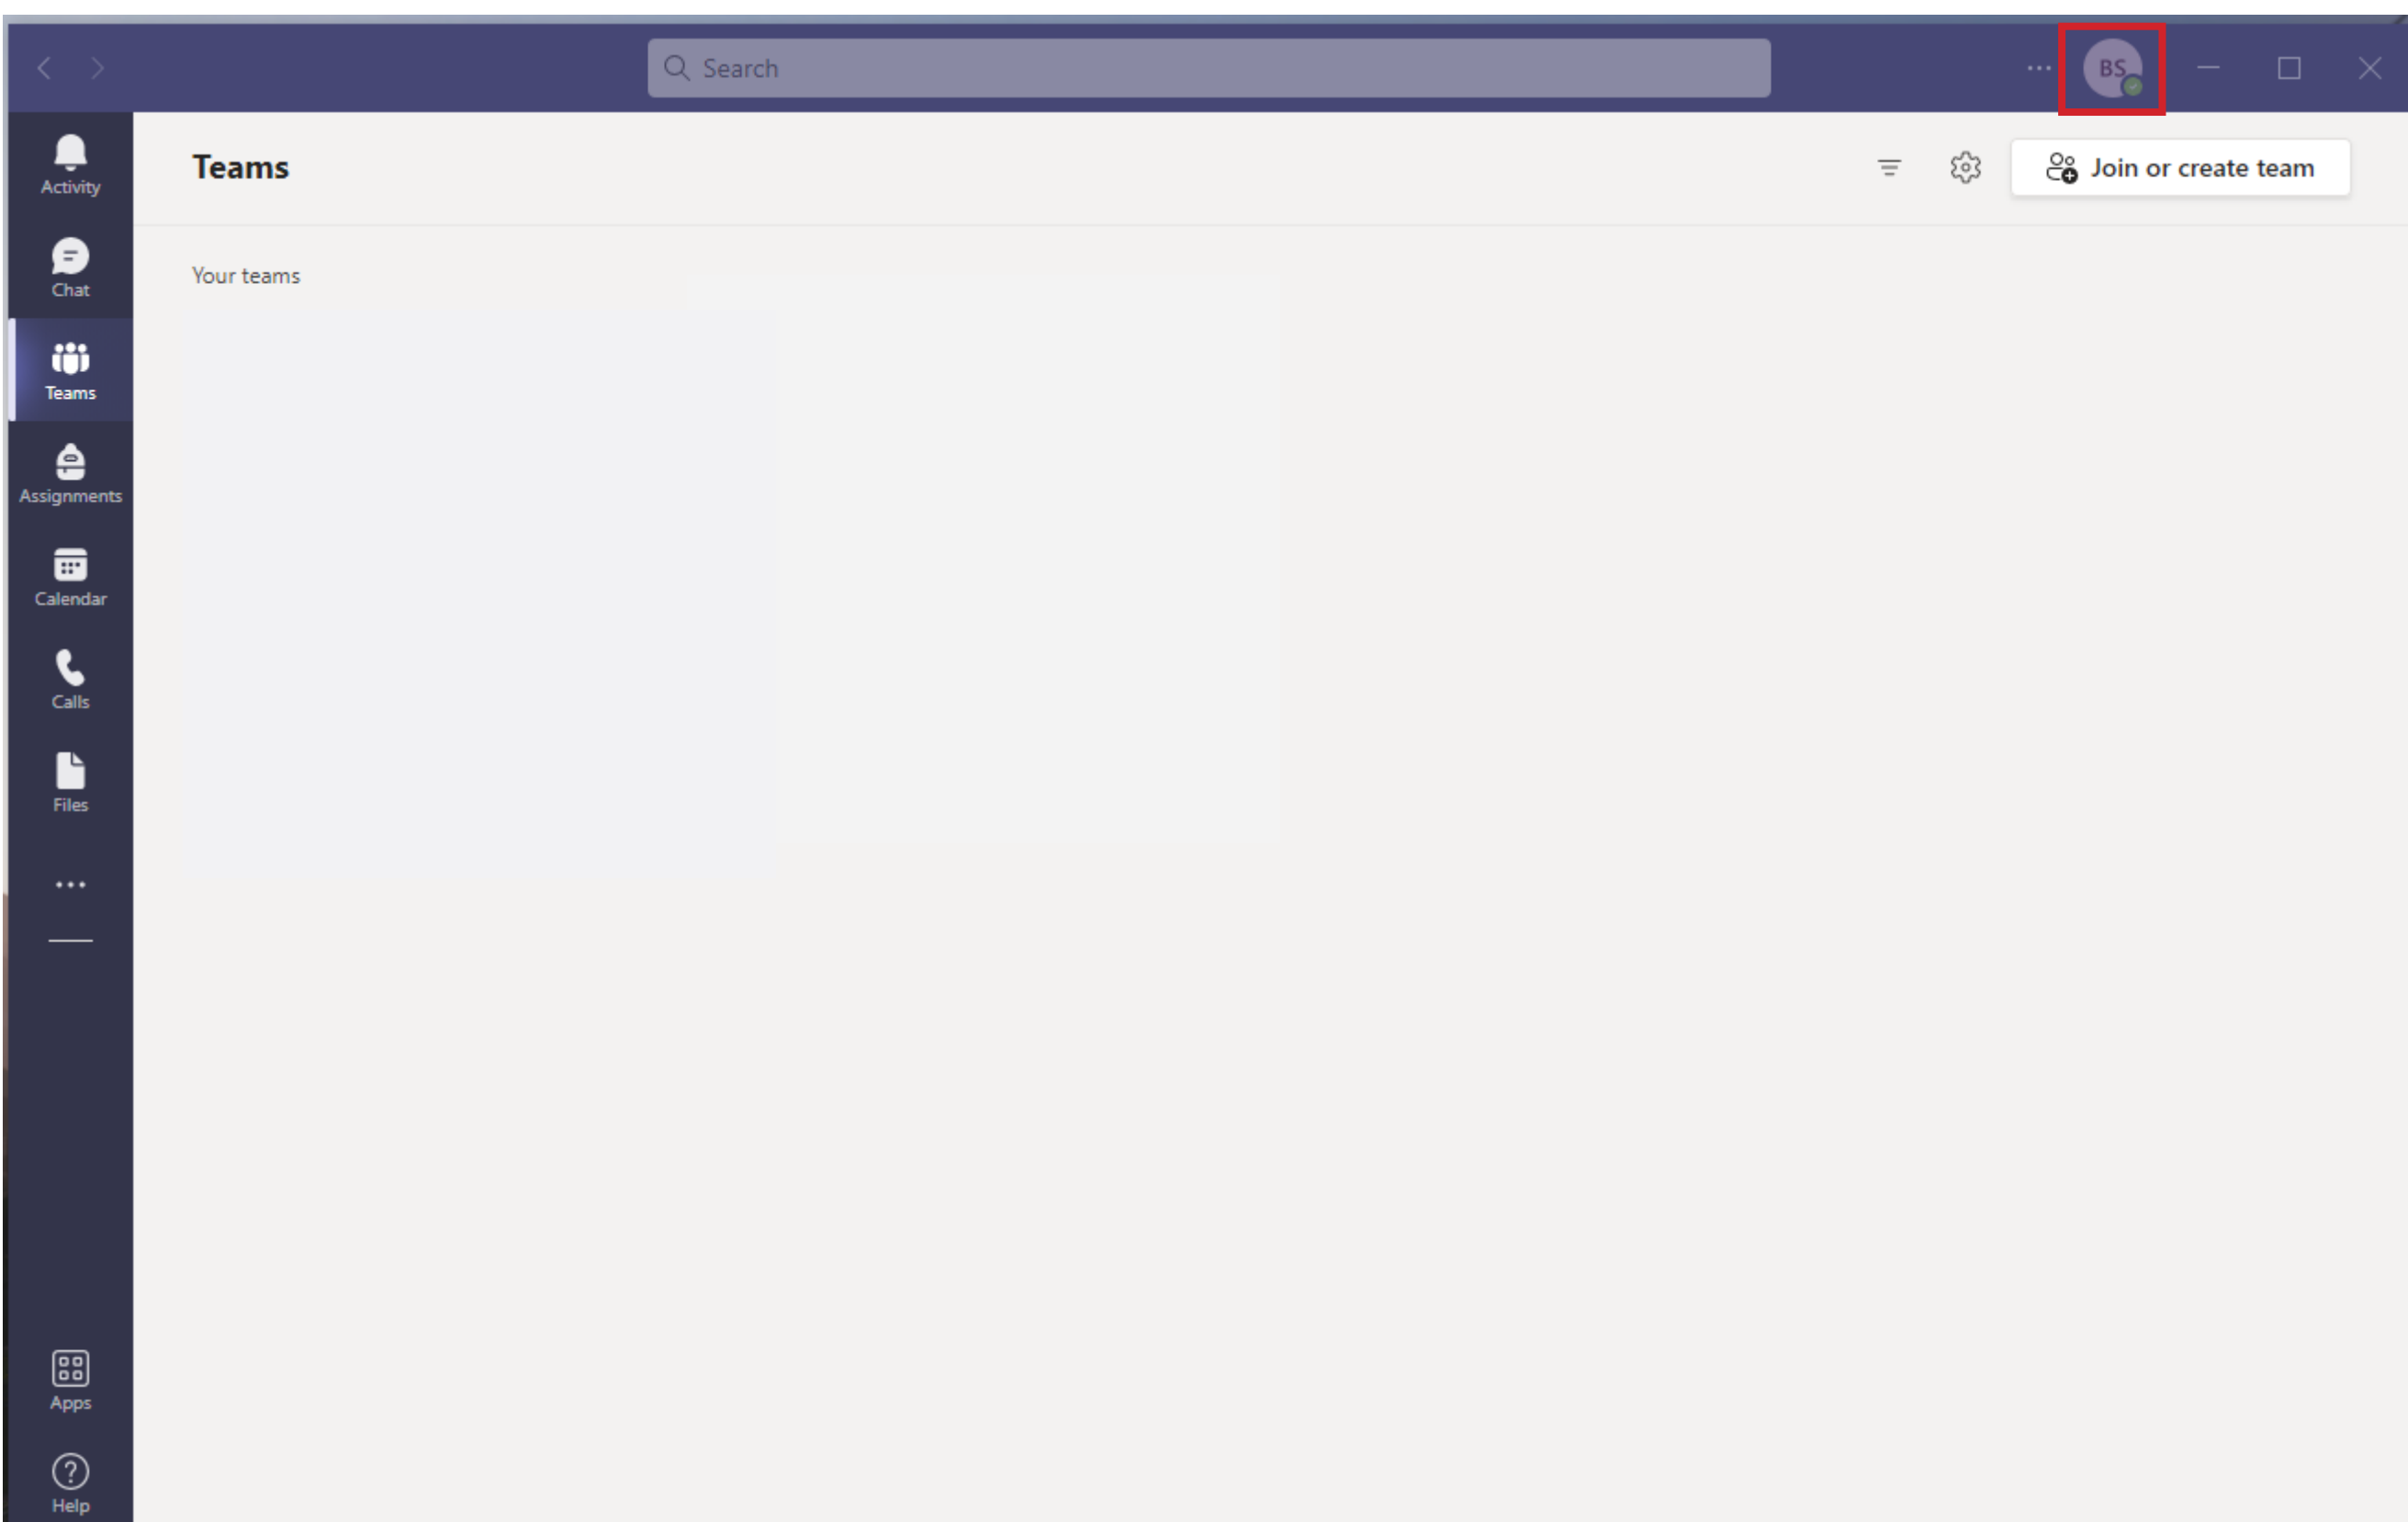 Search
BS
Activity
Teams
Join or create team
Chat
Your teams
Teams
Assignments
Calendar
Calls
Files
Apps
Help